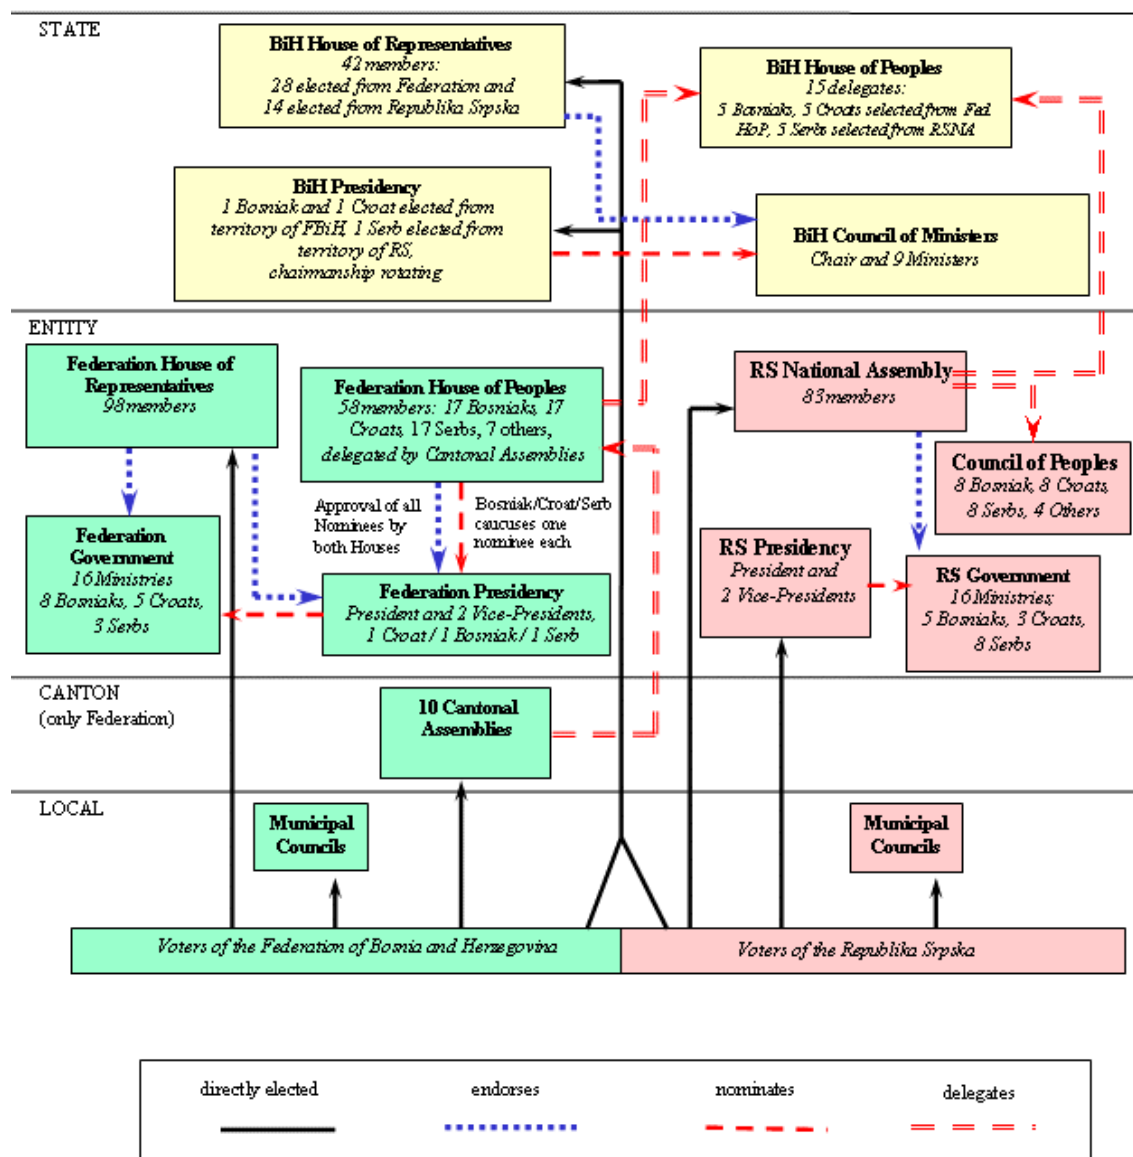 STATE
BiH House of Representatives
42 members:
28 elected from Federation and
14 elected from Republika Srpska
BiH House of Peoples
15 delegates:
5 Bosniaks, 5 Croats selected from Fed
HoP, 5 Serbs selected from RSNA
BiH Presidency
1 Bosniak and 1 Croat elected from
territory of FBiH, 1 Serb elected from
territory of RS,
chairmanship rotating
BiH Council of Ministers
Chair and 9 Ministers
ENTITY
Federation House of
Representatives
98 members
Federation House of Peoples
58 members: 17 Bosniaks, 17
Croats, 17 Serbs, 7 others,
delegated by Cantonal Assemblies
RS National Assembly
83 members
Council of Peoples
8 Bosniak, 8 Croats,
8 Serbs, 4 Others
Approval of all
Nominees by
both Houses
Bosniak/Croat/Serb
caucuses one
nominee each
Federation
Government
16 Ministries
8 Bosniaks, 5 Croats,
3 Serbs
Federation Presidency
President and 2 Vice-Presidents,
1 Croat / 1 Bosniak / 1 Serb
RS Presidency
President and
2 Vice-Presidents
RS Government
16 Ministries;
5 Bosniaks, 3 Croats,
8 Serbs
CANTON
(only Federation)
10 Cantonal
Assemblies
LOCAL
Municipal
Councils
Municipal
Councils
Voters of the Federation of Bosnia and Herzegovina
Voters of the Republika Srpska
directly elected
endorses
nominates
delegates